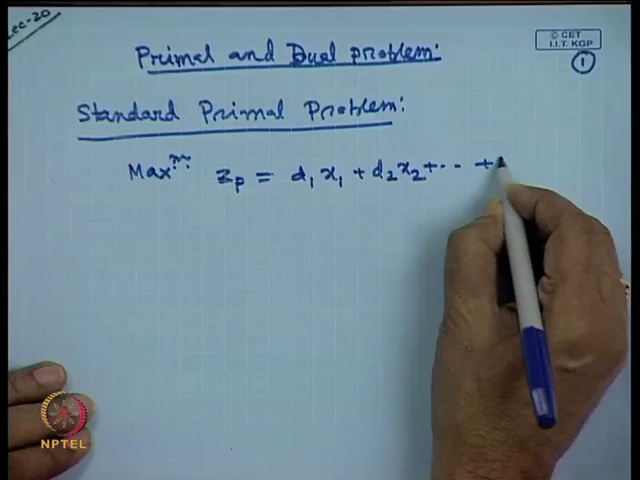 Lec-20
© CET
I.I.T. KGP
1
Primal and Dual problem:
Standard Primal Problem:
Max^m Zp = d₁x₁ + d₂x₂ + ·· +
NPTEL